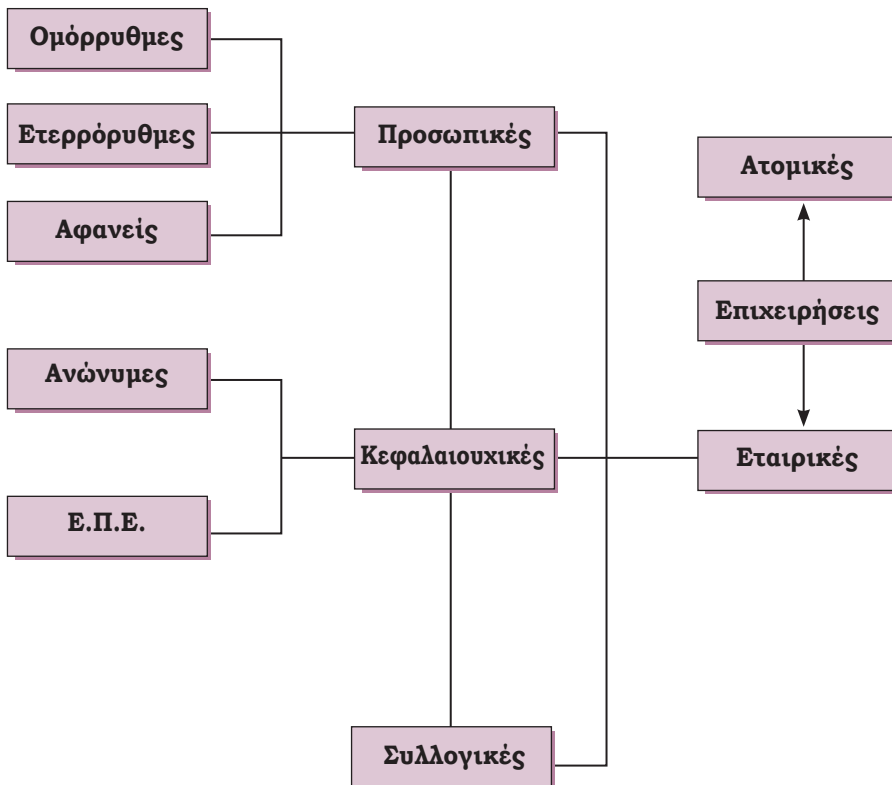 Ομόρρυθμες
Ετερρόρυθμες
Προσωπικές
Ατομικές
Αφανείς
Επιχειρήσεις
Ανώνυμες
Κεφαλαιουχικές
Εταιρικές
Ε.Π.Ε.
Συλλογικές